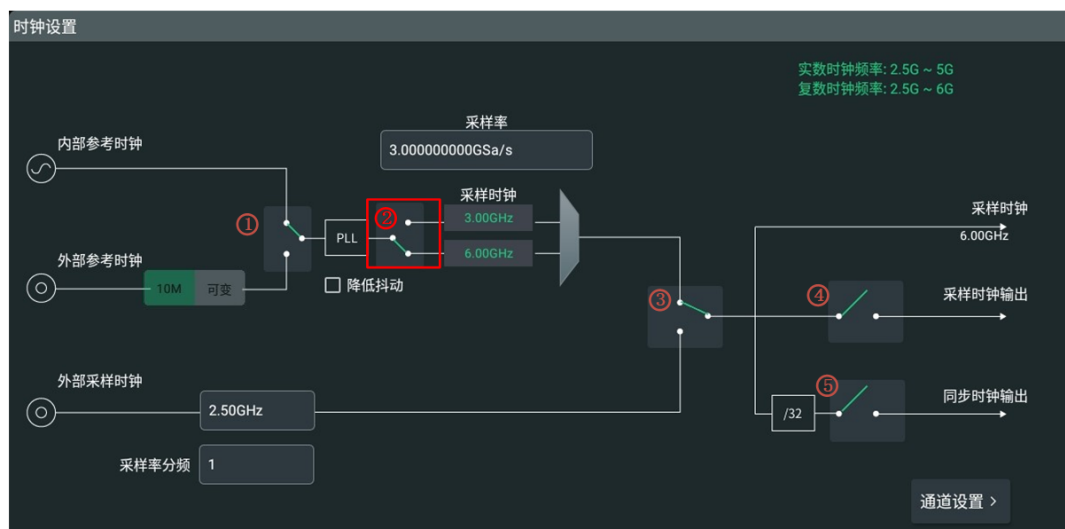 时钟设置
实数时钟频率: 2.5G ~ 5G
复数时钟频率: 2.5G ~ 6G
采样率
3.000000000GSa/s
内部参考时钟
①
PLL
②
采样时钟
3.00GHz
6.00GHz
采样时钟
6.00GHz
外部参考时钟
10M
可变
降低抖动
③
④
采样时钟输出
外部采样时钟
2.50GHz
⑤
同步时钟输出
/32
采样率分频
1
通道设置 >